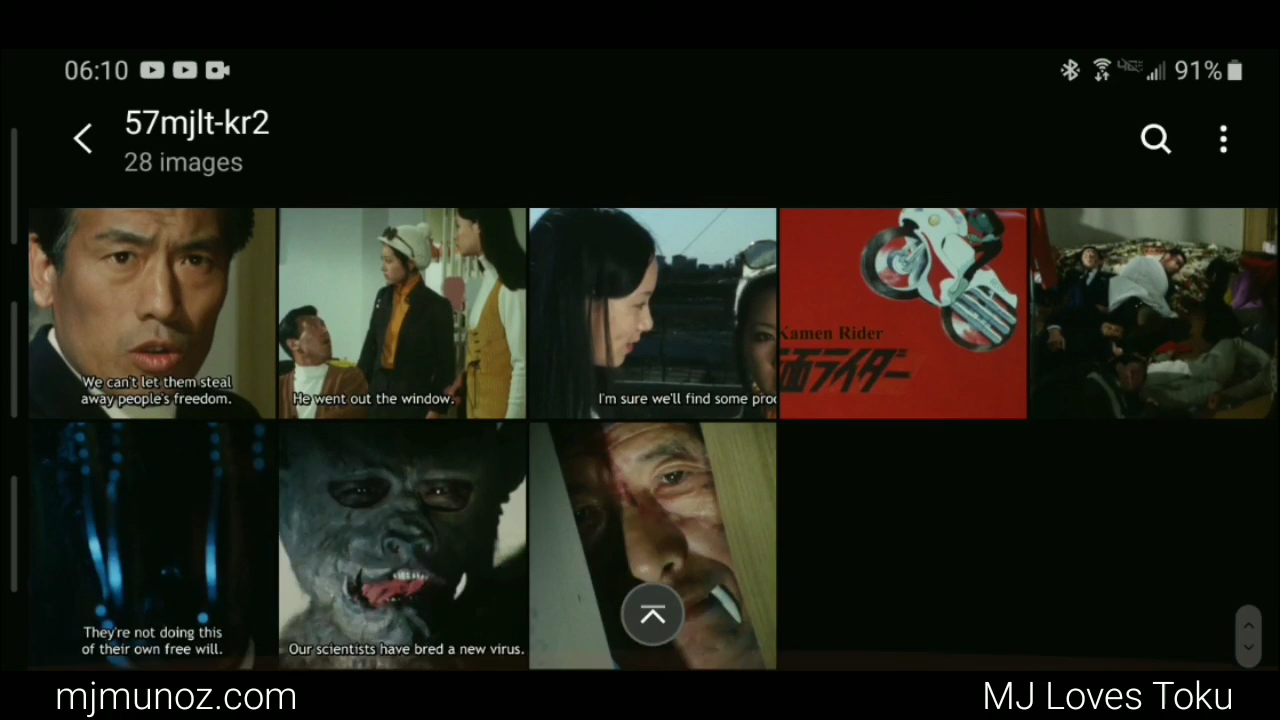 06:10
91%
57mjlt-kr2
28 images
We can't let them steal
away people's freedom.
He went out the window.
I'm sure we'll find some
Kamen Rider
面ライダー
They're not doing this
of their own free will.
Our scientists have bred a new virus.
mjmunoz.com
MJ Loves Toku